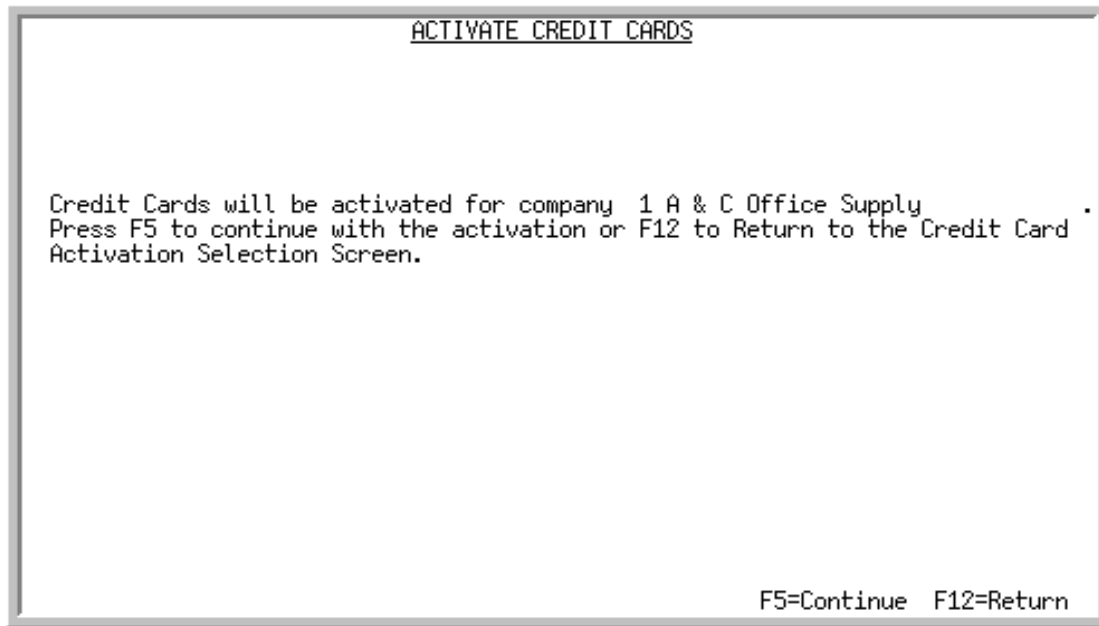 ACTIVATE CREDIT CARDS
Credit Cards will be activated for company  1 A & C Office Supply .
Press F5 to continue with the activation or F12 to Return to the Credit Card
Activation Selection Screen.
F5=Continue  F12=Return